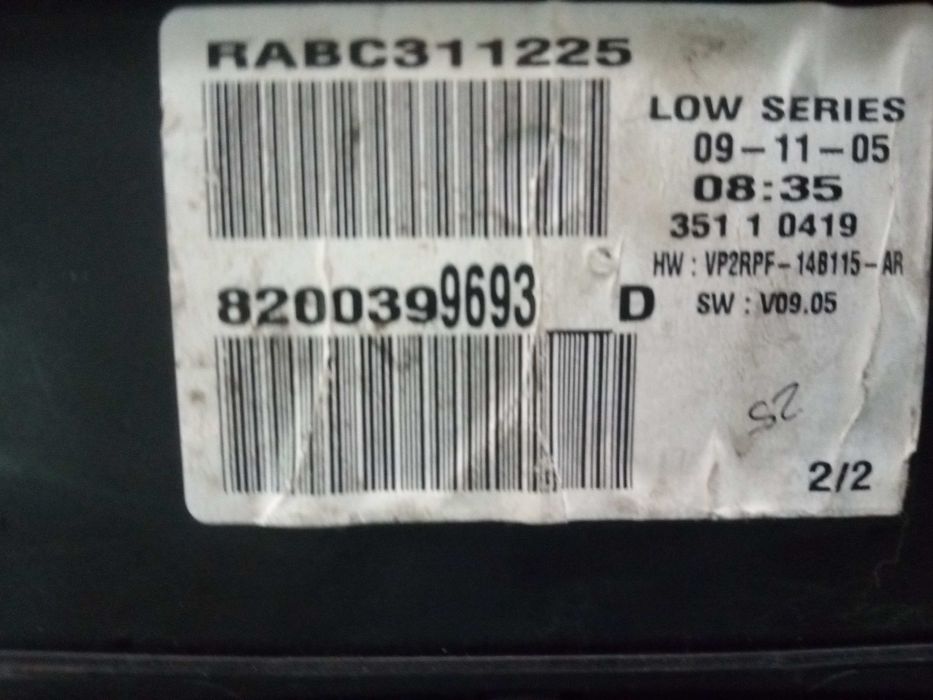 RABC311225
LOW SERIES
09-11-05
08:35
351 1 0419
HW : VP2RPF-14B115-AR
8200399693__D
SW : V09.05
S2
2/2